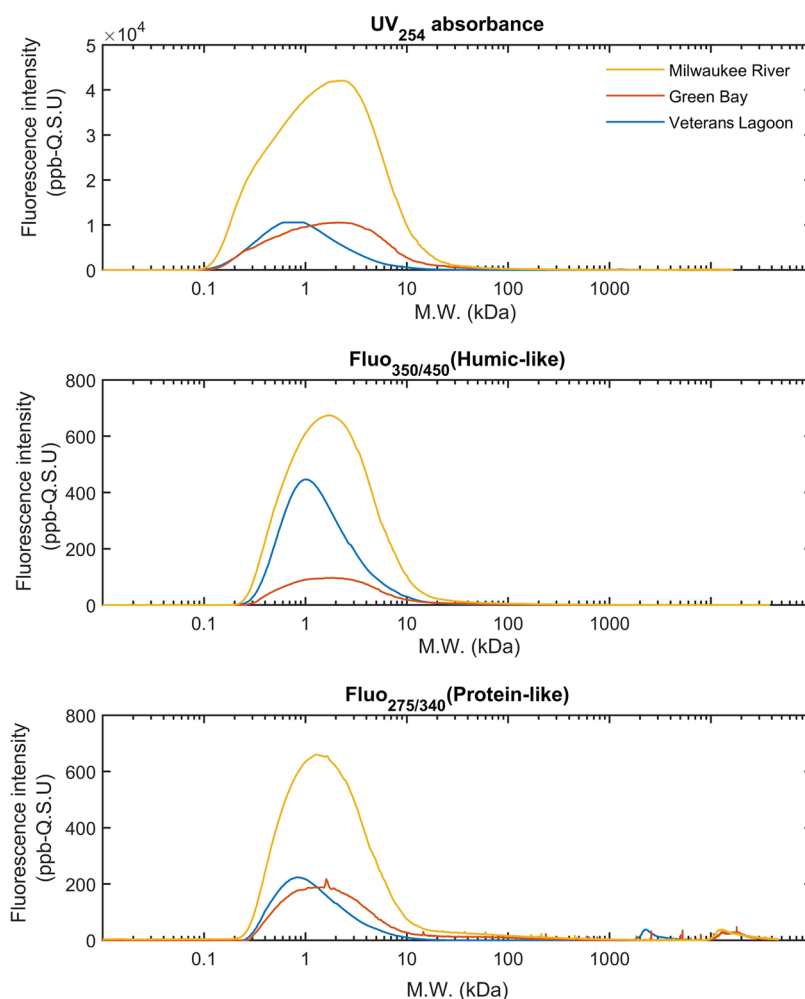 UV254 absorbance
×10^4
5
4
3
2
1
0
Fluorescence intensity
(ppb-Q.S.U)
Milwaukee River
Green Bay
Veterans Lagoon
0.1 1 10 100 1000
M.W. (kDa)
Fluo350/450(Humic-like)
800
600
400
200
0
Fluorescence intensity
(ppb-Q.S.U)
0.1 1 10 100 1000
M.W. (kDa)
Fluo275/340(Protein-like)
800
600
400
200
0
Fluorescence intensity
(ppb-Q.S.U)
0.1 1 10 100 1000
M.W. (kDa)